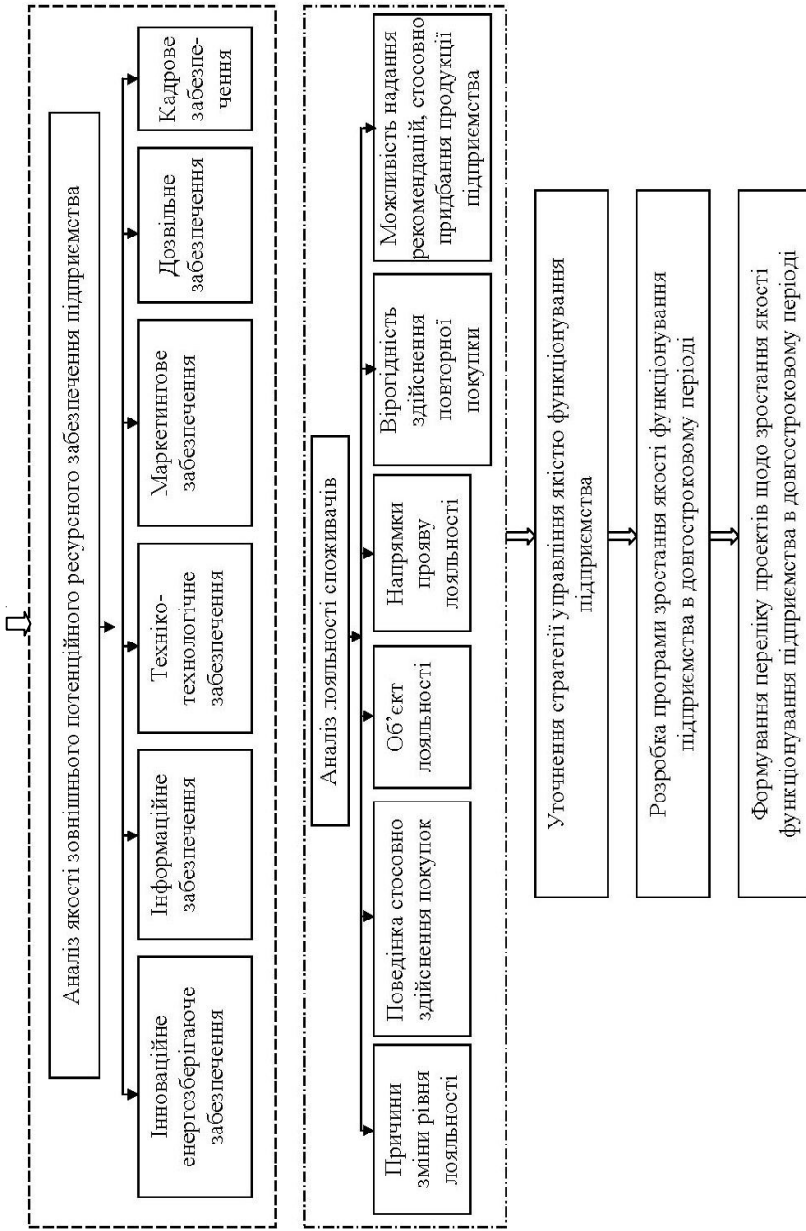 Аналіз якості зовнішнього потенційного ресурсного забезпечення підприємства
Інноваційне
енергозберігаюче
забезпечення
Інформаційне
забезпечення
Техніко-
технологічне
забезпечення
Маркетингове
забезпечення
Дозвільне
забезпечення
Кадрове
забезпе-
чення
Аналіз лояльності споживачів
Причини
зміни рівня
лояльності
Поведінка стосовно
здійснення покупок
Об’єкт
лояльності
Напрямки
прояву
лояльності
Вірогідність
здійснення
повторної
покупки
Можливість надання
рекомендацій, стосовно
придбання продукції
підприємства
Уточнення стратегії управління якістю функціонування
підприємства
Розробка програми зростання якості функціонування
підприємства в довгостроковому періоді
Формування переліку проектів щодо зростання якості
функціонування підприємства в довгостроковому періоді